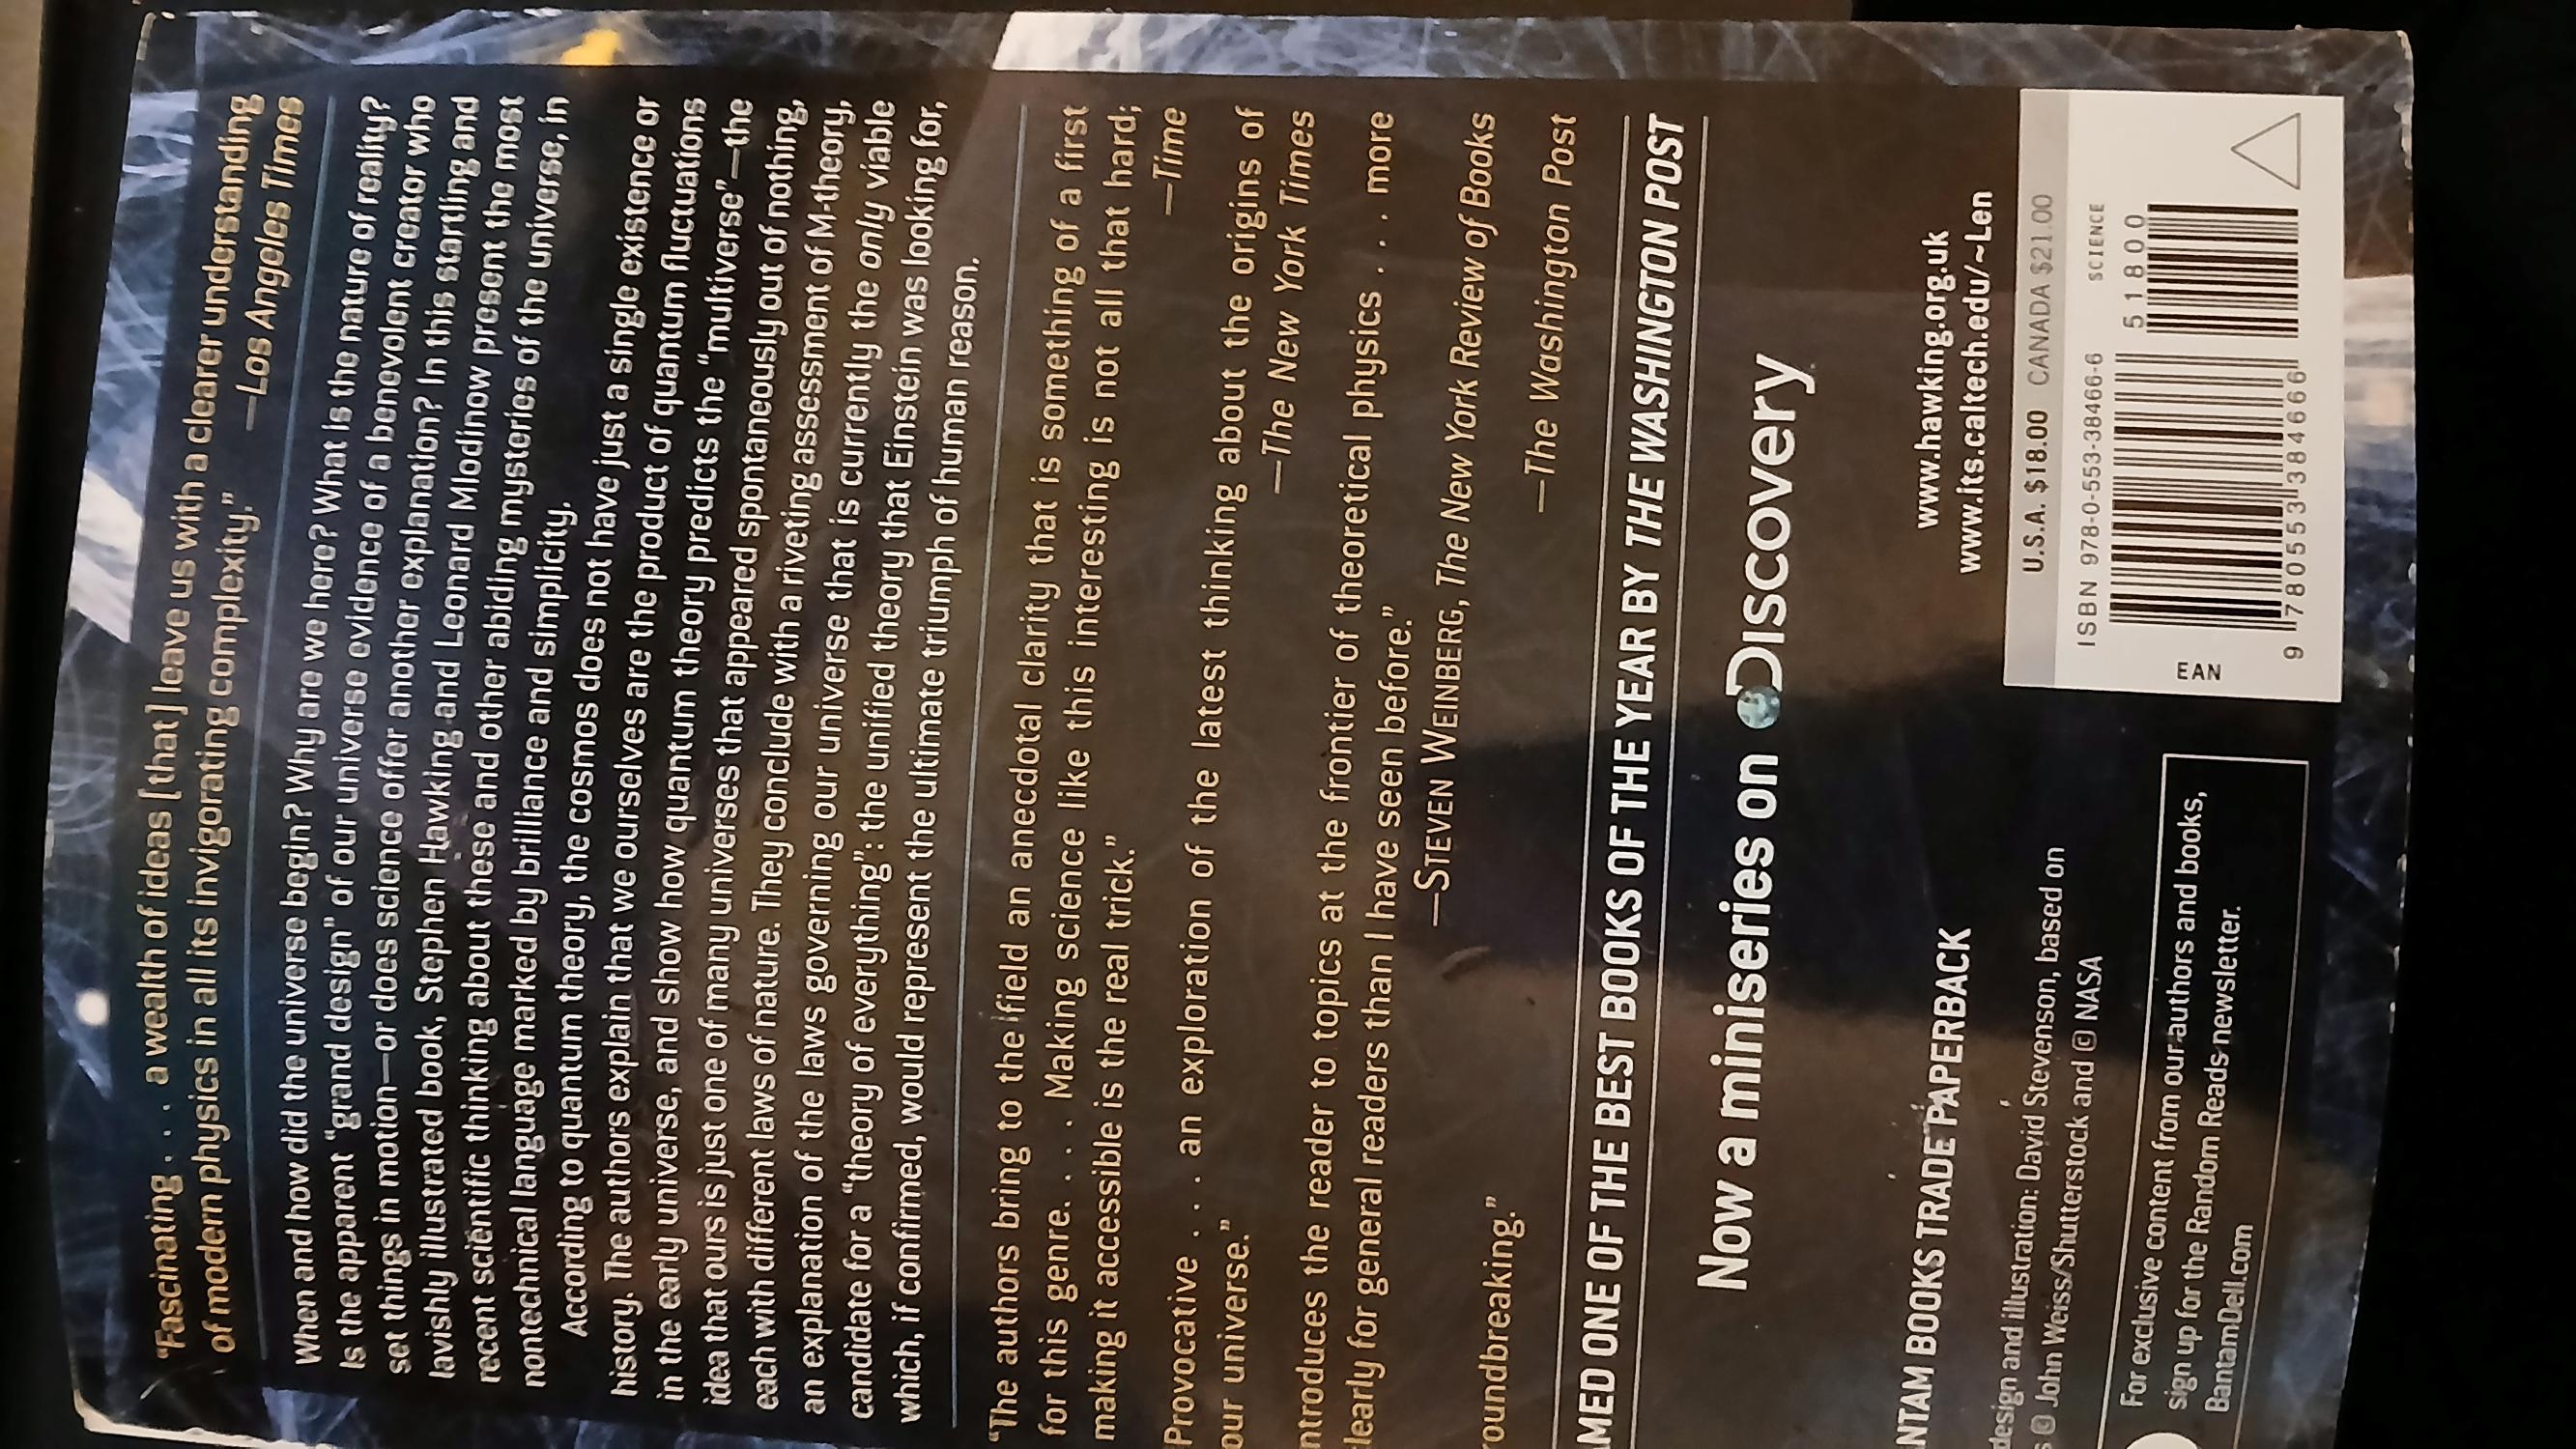 “Fascinating . . . a wealth of ideas [that] leave us with a clearer understanding
of modern physics in all its invigorating complexity.” —Los Angeles Times
When and how did the universe begin? Why are we here? What is the nature of reality?
Is the apparent “grand design” of our universe evidence of a benevolent creator who
set things in motion—or does science offer another explanation? In this startling and
lavishly illustrated book, Stephen Hawking and Leonard Mlodinow present the most
recent scientific thinking about these and other abiding mysteries of the universe, in
nontechnical language marked by brilliance and simplicity.
According to quantum theory, the cosmos does not have just a single existence or
history. The authors explain that we ourselves are the product of quantum fluctuations
in the early universe, and show how quantum theory predicts the “multiverse”—the
idea that ours is just one of many universes that appeared spontaneously out of nothing,
each with different laws of nature. They conclude with a riveting assessment of M-theory,
an explanation of the laws governing our universe that is currently the only viable
candidate for a “theory of everything”: the unified theory that Einstein was looking for,
which, if confirmed, would represent the ultimate triumph of human reason.
“The authors bring to the field an anecdotal clarity that is something of a first
for this genre. . . . Making science like this interesting is not all that hard;
making it accessible is the real trick.”
—Time
Provocative . . . an exploration of the latest thinking about the origins of
our universe.”
—The New York Times
ntroduces the reader to topics at the frontier of theoretical physics . . . more
learly for general readers than I have seen before.”
—STEVEN WEINBERG, The New York Review of Books
roundbreaking.”
—The Washington Post
AMED ONE OF THE BEST BOOKS OF THE YEAR BY THE WASHINGTON POST
Now a miniseries on Discovery
ANTAM BOOKS TRADE PAPERBACK
design and illustration: David Stevenson, based on
s © John Weiss/Shutterstock and © NASA
For exclusive content from our authors and books,
sign up for the Random Reads newsletter.
BantamDell.com
www.hawking.org.uk
www.its.caltech.edu/~Len
U.S.A. $18.00 CANADA $21.00
ISBN 978-0-553-38466-6 SCIENCE
51800
EAN
9 780553 384666